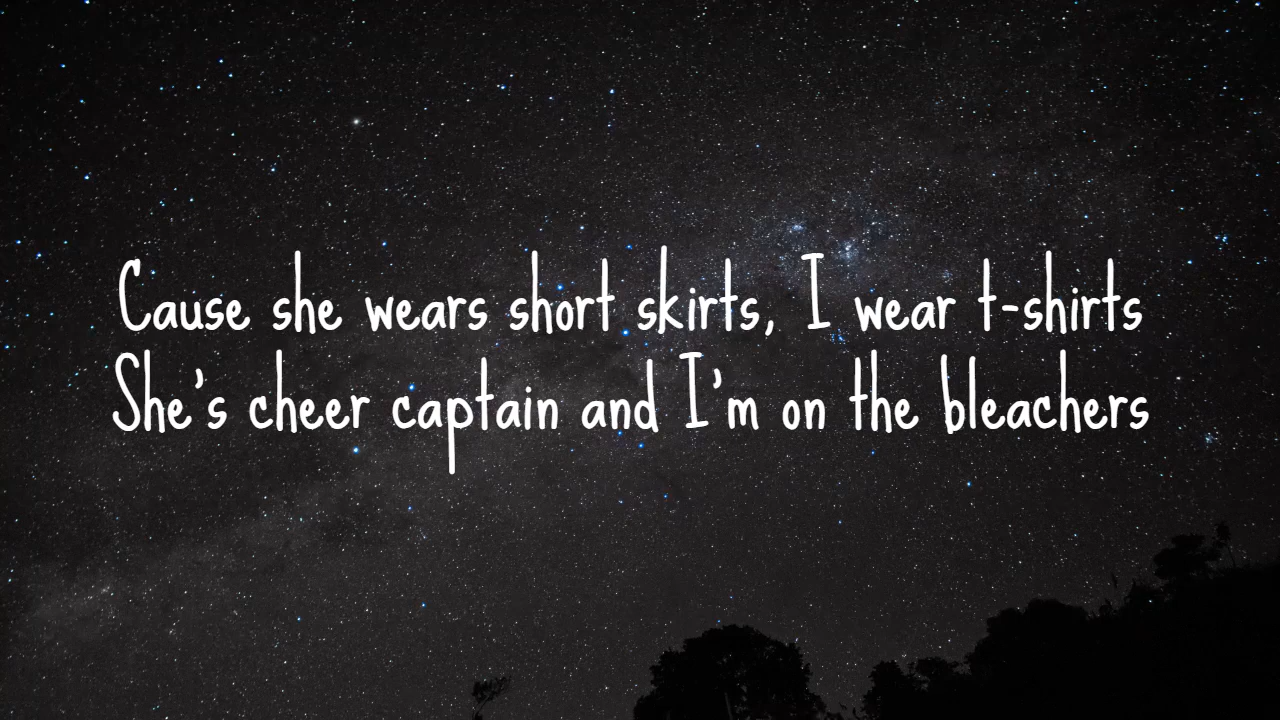 Cause she wears short skirts, I wear t-shirts
She's cheer captain and I'm on the bleachers